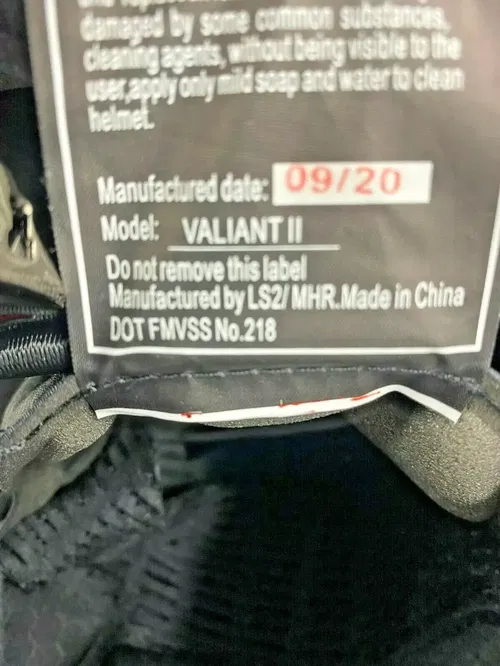 damaged by some common substances,
cleaning agents, without being visible to the
user,apply only mild soap and water to clean
helmet.
Manufactured date: 09/20
Model: VALIANT II
Do not remove this label
Manufactured by LS2/ MHR.Made in China
DOT FMVSS No.218